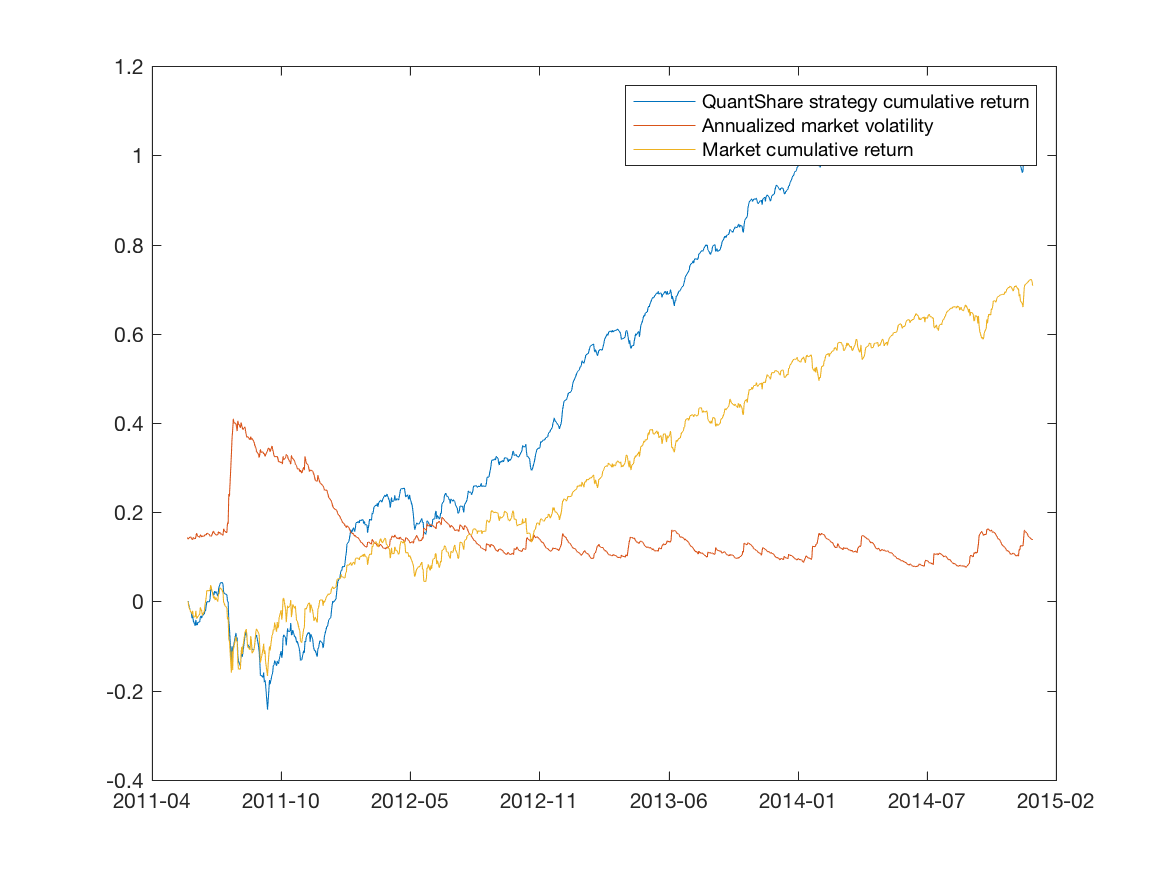 1.2
QuantShare strategy cumulative return
Annualized market volatility
Market cumulative return
1
0.8
0.6
0.4
0.2
0
-0.2
-0.4
2011-04 2011-10 2012-05 2012-11 2013-06 2014-01 2014-07 2015-02